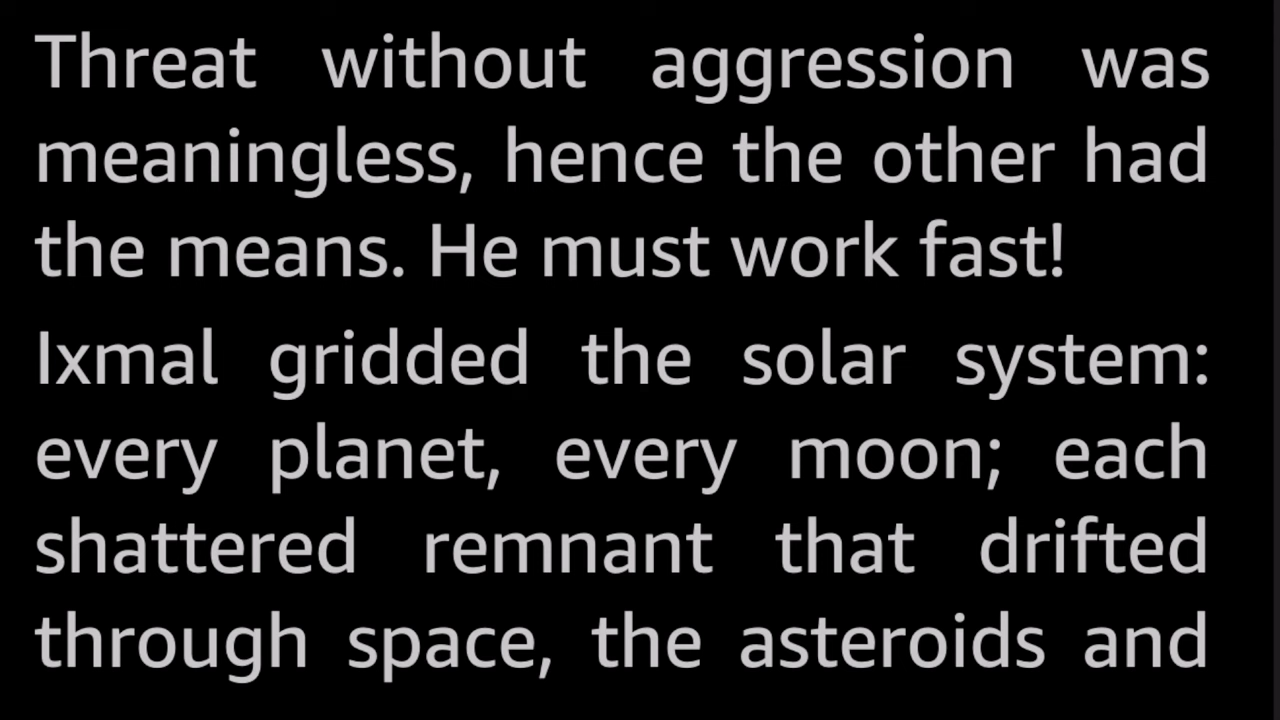 Threat without aggression was
meaningless, hence the other had
the means. He must work fast!
Ixmal gridded the solar system:
every planet, every moon; each
shattered remnant that drifted
through space, the asteroids and